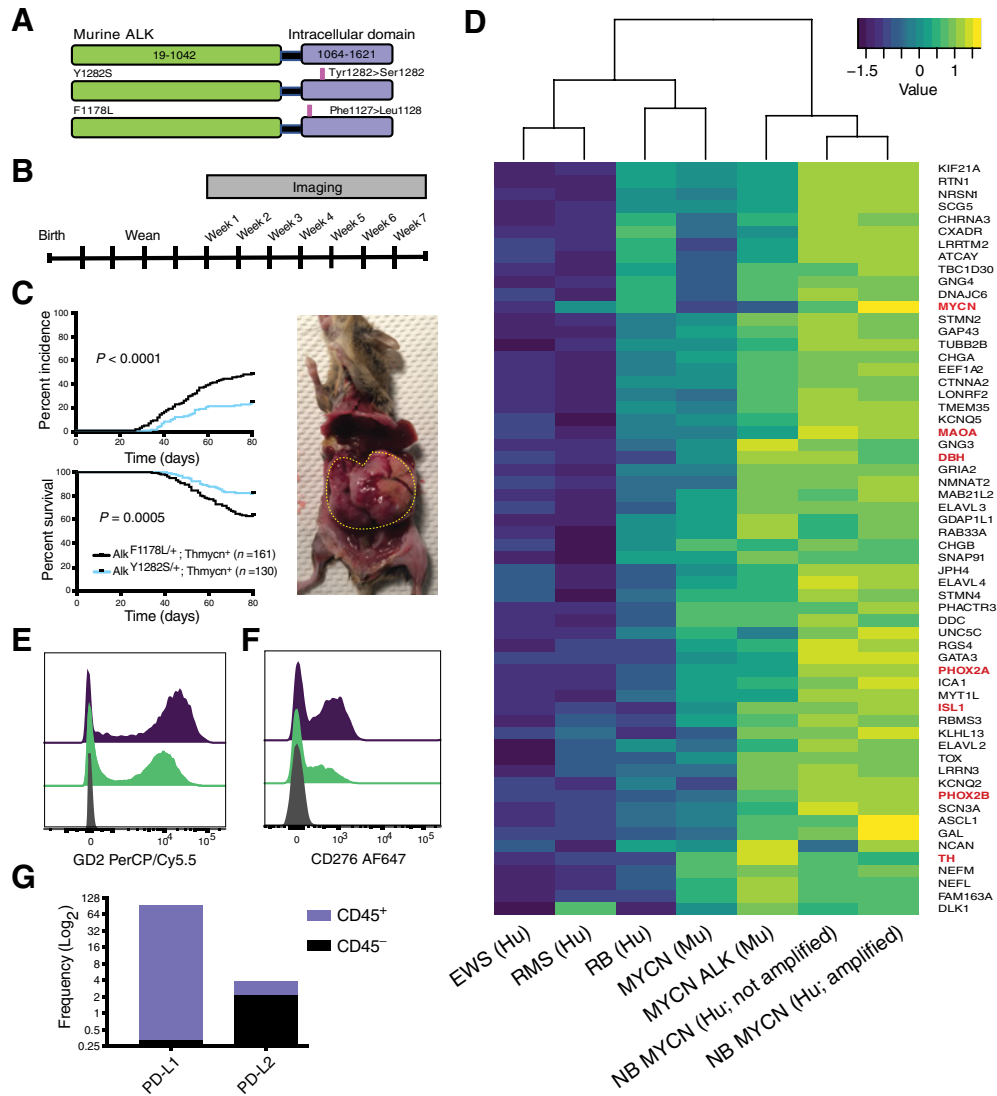 A
Murine ALK
Intracellular domain
19-1042
1064-1621
Y1282S
Tyr1282>Ser1282
F1178L
Phe1127>Leu1128
B
Imaging
Birth
Wean
Week 1
Week 2
Week 3
Week 4
Week 5
Week 6
Week 7
C
Percent incidence
100
80
60
40
20
0
P < 0.0001
0 20 40 60 80
Time (days)
Percent survival
100
80
60
40
20
0
P = 0.0005
Alk F1178L/+; Thmycn+ (n=161)
Alk Y1282S/+; Thmycn+ (n=130)
0 20 40 60 80
Time (days)
D
−1.5 0 1
Value
KIF21A
RTN1
NRSN1
SCG5
CHRNA3
CXADR
LRRTM2
ATCAY
TBC1D30
GNG4
DNAJC6
MYCN
STMN2
GAP43
TUBB2B
CHGA
EEF1A2
CTNNA2
LONRF2
TMEM35
KCNQ5
MAOA
GNG3
DBH
GRIA2
NMNAT2
MAB21L2
ELAVL3
GDAP1L1
RAB33A
CHGB
SNAP91
JPH4
ELAVL4
STMN4
PHACTR3
DDC
UNC5C
RGS4
GATA3
PHOX2A
ICA1
MYT1L
ISL1
RBMS3
KLHL13
ELAVL2
TOX
LRRN3
KCNQ2
PHOX2B
SCN3A
ASCL1
GAL
NCAN
TH
NEFM
NEFL
FAM163A
DLK1
EWS (Hu)
RMS (Hu)
RB (Hu)
MYCN (Mu)
MYCN ALK (Mu)
NB MYCN (Hu; not amplified)
NB MYCN (Hu; amplified)
E
0 10⁴ 10⁵
GD2 PerCP/Cy5.5
F
0 10³ 10⁴ 10⁵
CD276 AF647
G
Frequency (Log₂)
128
64
32
16
8
4
2
1
0.5
0.25
PD-L1
PD-L2
CD45⁺
CD45⁻